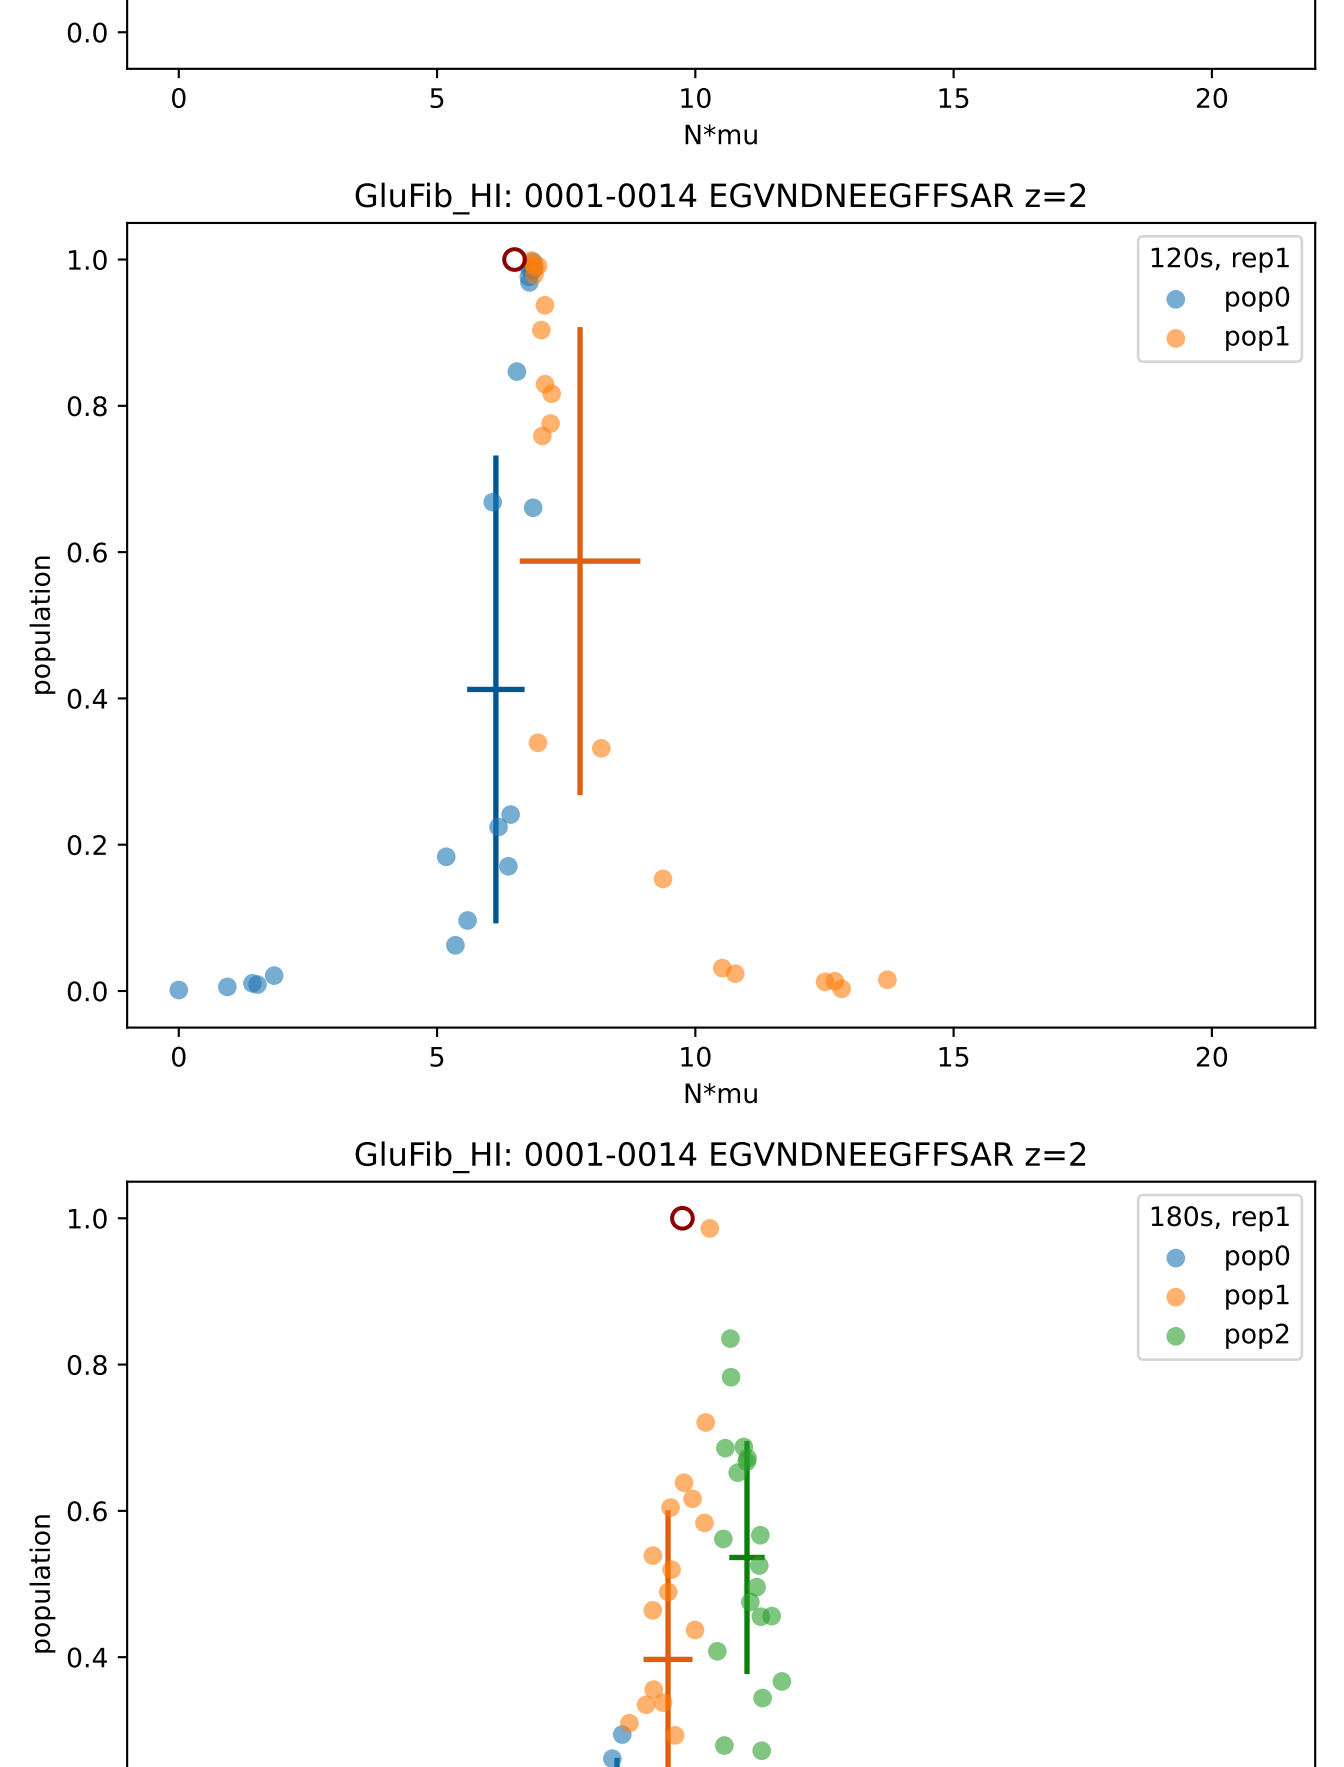 0.0
0 5 10 15 20
N*mu
GluFib_HI: 0001-0014 EGVNDNEEGFFSAR z=2
120s, rep1
pop0
pop1
1.0
0.8
0.6
0.4
0.2
0.0
population
0 5 10 15 20
N*mu
GluFib_HI: 0001-0014 EGVNDNEEGFFSAR z=2
180s, rep1
pop0
pop1
pop2
1.0
0.8
0.6
0.4
population